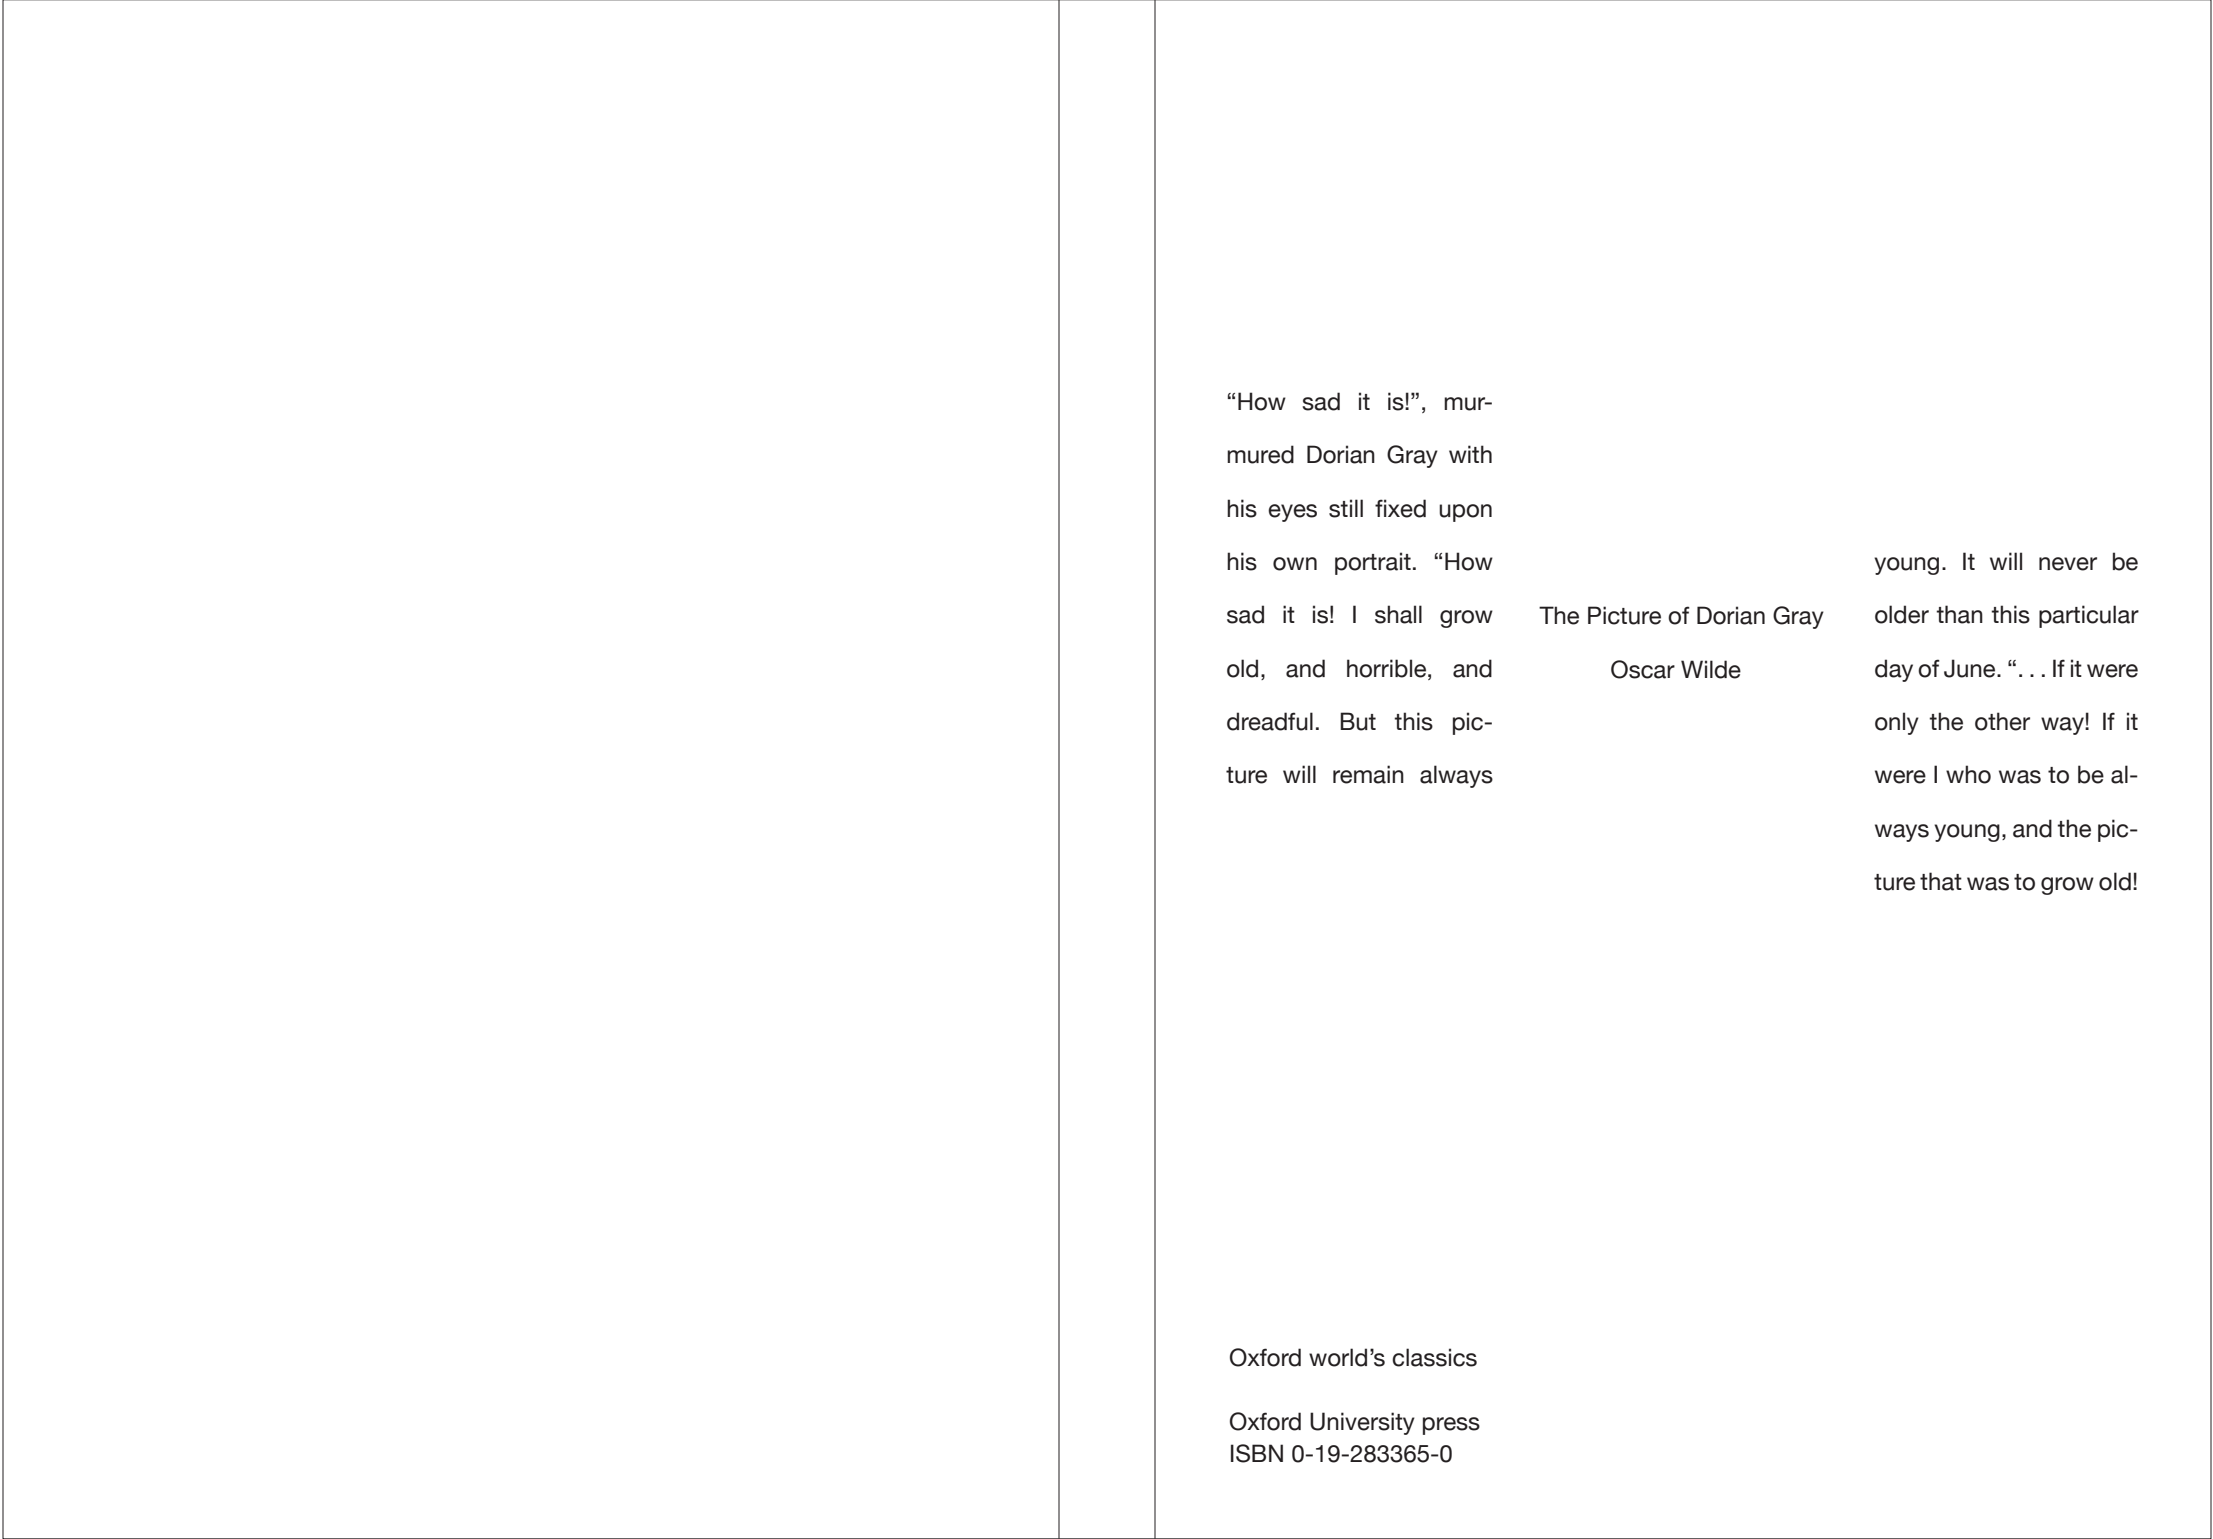 “How sad it is!”, mur-
mured Dorian Gray with
his eyes still fixed upon
his own portrait. “How
sad it is! I shall grow
old, and horrible, and
dreadful. But this pic-
ture will remain always
The Picture of Dorian Gray
Oscar Wilde
young. It will never be
older than this particular
day of June. “. . . If it were
only the other way! If it
were I who was to be al-
ways young, and the pic-
ture that was to grow old!
Oxford world’s classics
Oxford University press
ISBN 0-19-283365-0